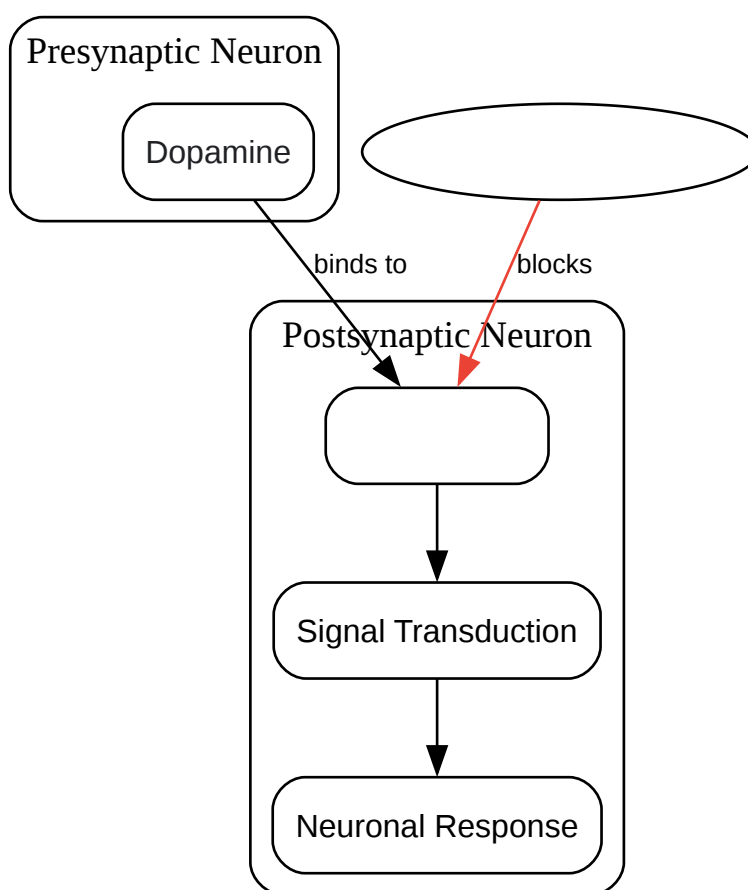 Presynaptic Neuron
Dopamine
binds to
blocks
Postsynaptic Neuron
Signal Transduction
Neuronal Response